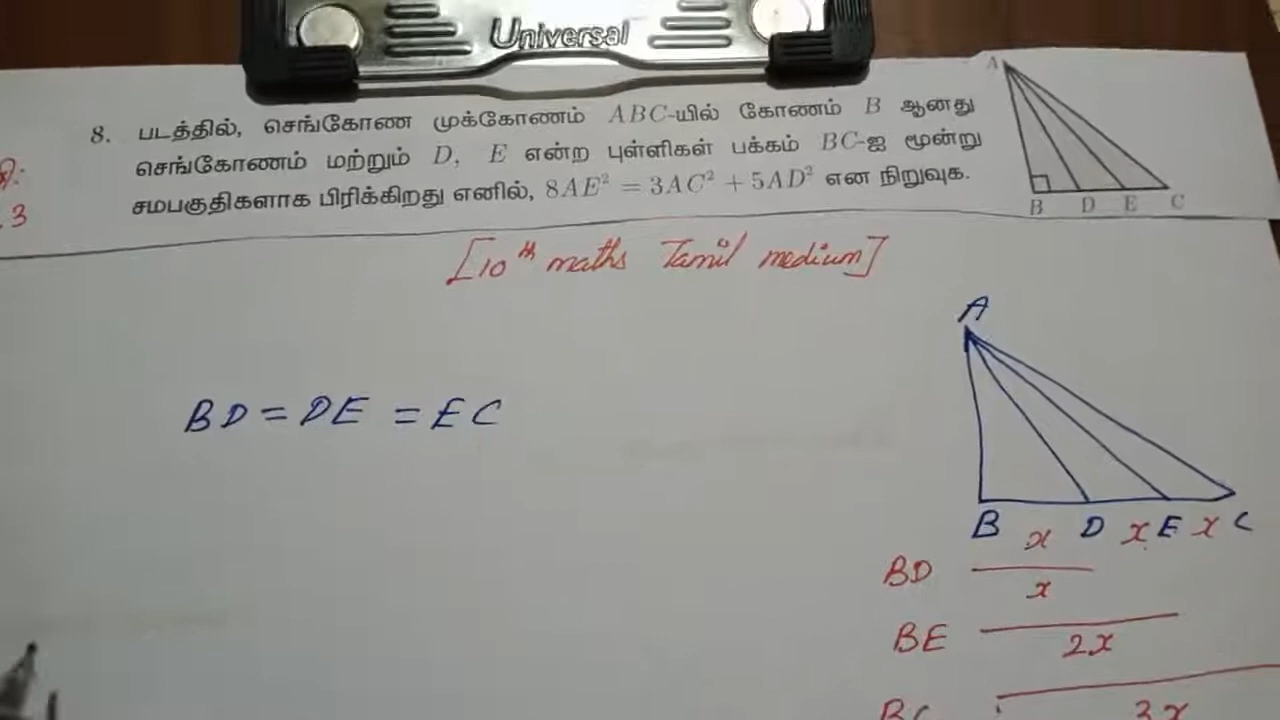 Universal
A
8. படத்தில், செங்கோண முக்கோணம் ABC-யில் கோணம் B ஆனது
செங்கோணம் மற்றும் D, E என்ற புள்ளிகள் பக்கம் BC-ஐ மூன்று
சமபகுதிகளாக பிரிக்கிறது எனில், 8AE² = 3AC² + 5AD² என நிறுவுக.
B D E C
.3
[10th maths Tamil medium]
A
BD = DE = EC
B x D x E x C
BD x
BE 2x
BC 3x